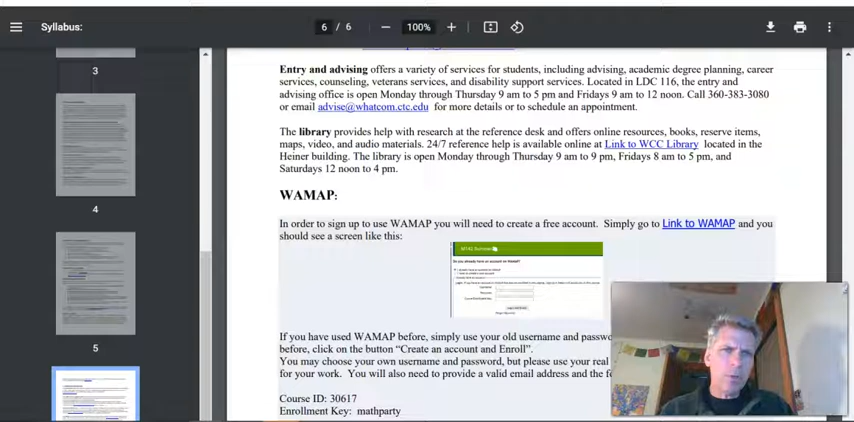 Syllabus:
6 / 6
100%
3
4
5
Entry and advising offers a variety of services for students, including advising, academic degree planning, career
services, counseling, veterans services, and disability support services. Located in LDC 116, the entry and
advising office is open Monday through Thursday 9 am to 5 pm and Fridays 9 am to 12 noon. Call 360-383-3080
or email advise@whatcom.ctc.edu for more details or to schedule an appointment.
The library provides help with research at the reference desk and offers online resources, books, reserve items,
maps, video, and audio materials. 24/7 reference help is available online at Link to WCC Library located in the
Heiner building. The library is open Monday through Thursday 9 am to 9 pm, Fridays 8 am to 5 pm, and
Saturdays 12 noon to 4 pm.
WAMAP:
In order to sign up to use WAMAP you will need to create a free account. Simply go to Link to WAMAP and you
should see a screen like this:
If you have used WAMAP before, simply use your old username and
before, click on the button “Create an account and Enroll”.
You may choose your own username and password, but please use your real
for your work. You will also need to provide a valid email address and the
Course ID: 30617
Enrollment Key: mathparty